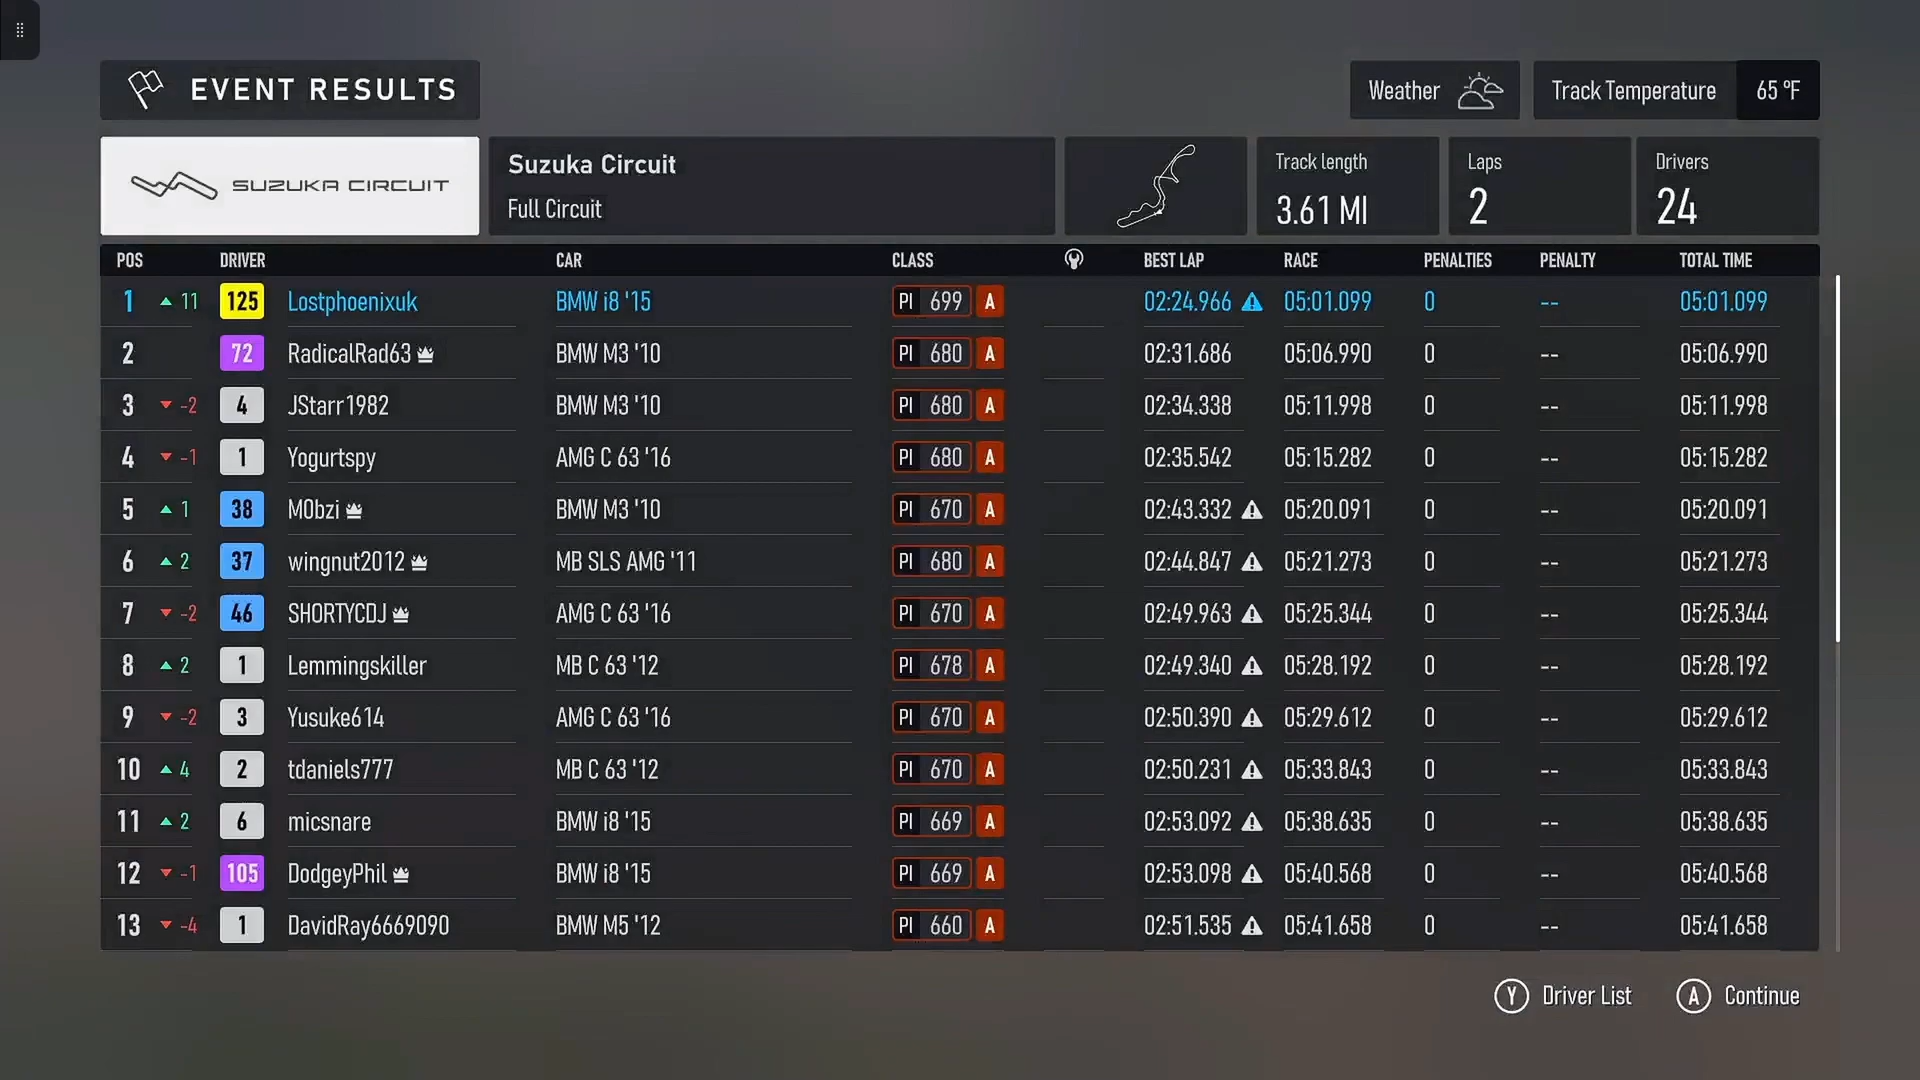 EVENT RESULTS
Weather
Track Temperature 65 ºF
SUZUKA CIRCUIT
Suzuka Circuit
Full Circuit
Track length
3.61 MI
Laps
2
Drivers
24
POS DRIVER CAR CLASS BEST LAP RACE PENALTIES PENALTY TOTAL TIME
1 11 125 Lostphoenixuk BMW i8 '15 PI 699 A 02:24.966 05:01.099 0 -- 05:01.099
2 72 RadicalRad63 BMW M3 '10 PI 680 A 02:31.686 05:06.990 0 -- 05:06.990
3 -2 4 JStarr1982 BMW M3 '10 PI 680 A 02:34.338 05:11.998 0 -- 05:11.998
4 -1 1 Yogurtspy AMG C 63 '16 PI 680 A 02:35.542 05:15.282 0 -- 05:15.282
5 1 38 M0bzi BMW M3 '10 PI 670 A 02:43.332 05:20.091 0 -- 05:20.091
6 2 37 wingnut2012 MB SLS AMG '11 PI 680 A 02:44.847 05:21.273 0 -- 05:21.273
7 -2 46 SHORTYCDJ AMG C 63 '16 PI 670 A 02:49.963 05:25.344 0 -- 05:25.344
8 2 1 Lemmingskiller MB C 63 '12 PI 678 A 02:49.340 05:28.192 0 -- 05:28.192
9 -2 3 Yusuke614 AMG C 63 '16 PI 670 A 02:50.390 05:29.612 0 -- 05:29.612
10 4 2 tdaniels777 MB C 63 '12 PI 670 A 02:50.231 05:33.843 0 -- 05:33.843
11 2 6 micsnare BMW i8 '15 PI 669 A 02:53.092 05:38.635 0 -- 05:38.635
12 -1 105 DodgeyPhil BMW i8 '15 PI 669 A 02:53.098 05:40.568 0 -- 05:40.568
13 -4 1 DavidRay6669090 BMW M5 '12 PI 660 A 02:51.535 05:41.658 0 -- 05:41.658
Y Driver List A Continue